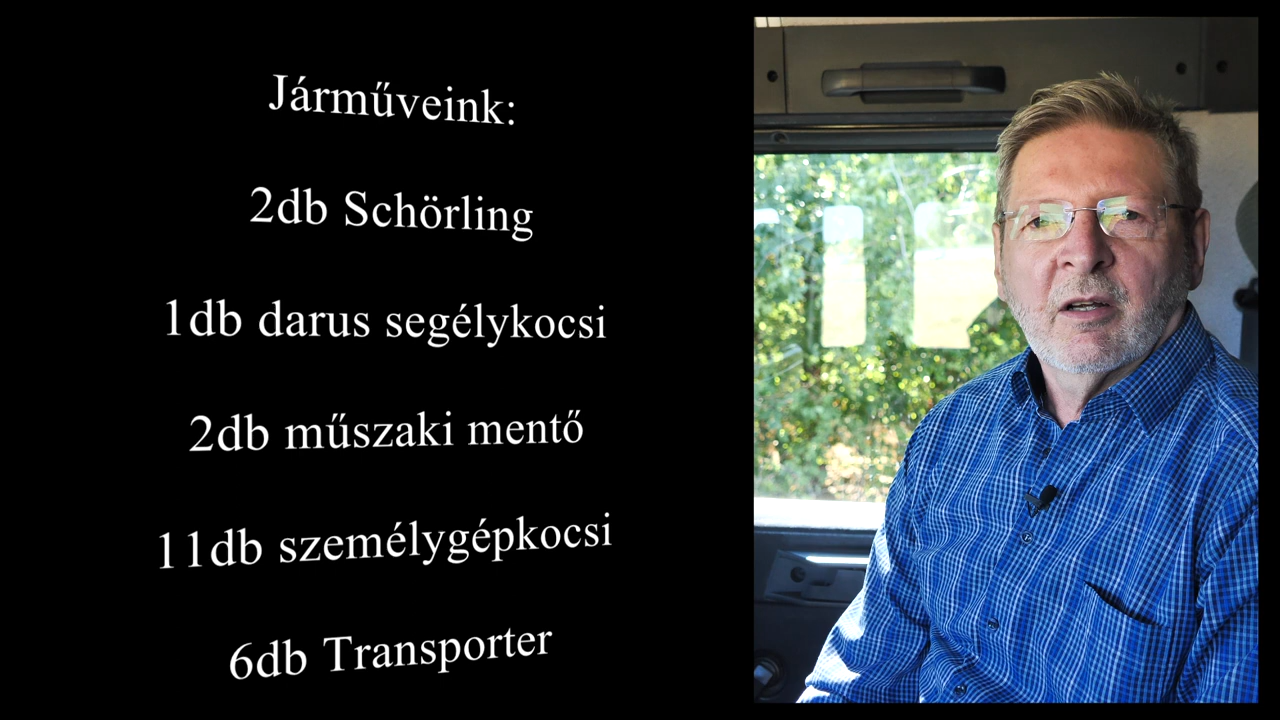 Járműveink:
2db Schörling
1db darus segélykocsi
2db műszaki mentő
11db személygépkocsi
6db Transporter